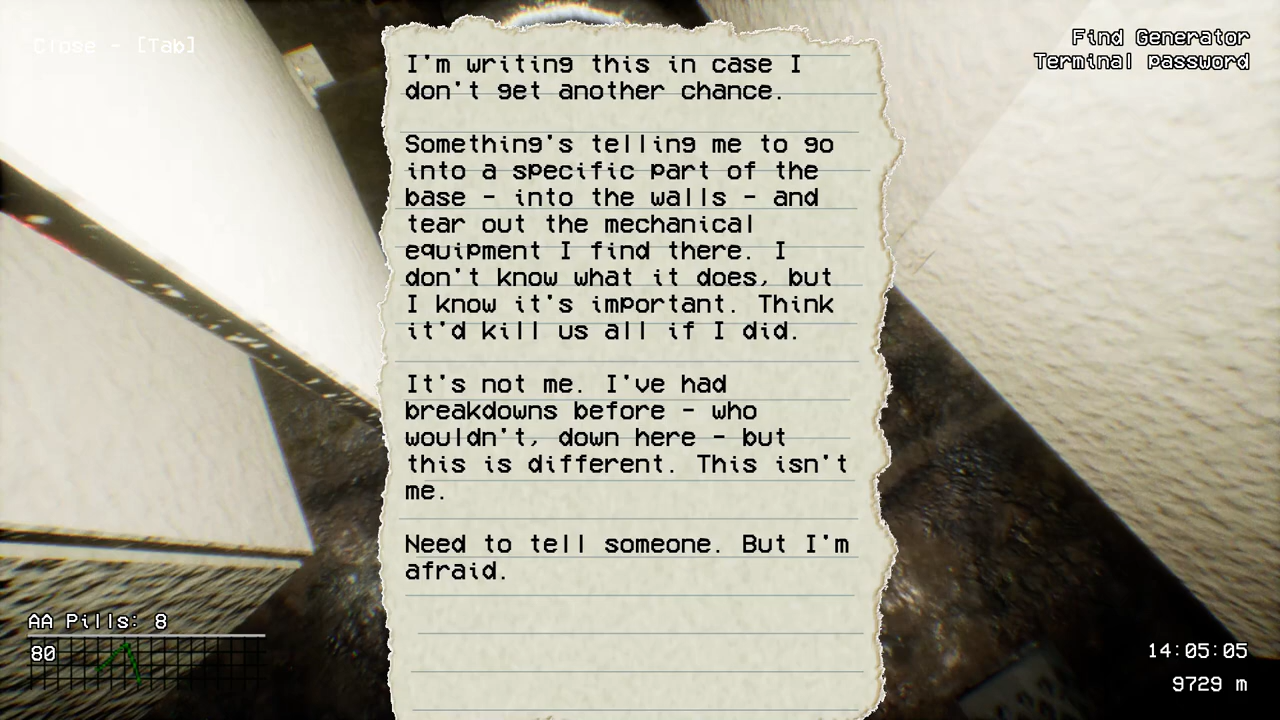 Close - [Tab]
Find Generator
Terminal password
I'm writing this in case I
don't get another chance.
Something's telling me to go
into a specific part of the
base - into the walls - and
tear out the mechanical
equipment I find there. I
don't know what it does, but
I know it's important. Think
it'd kill us all if I did.
It's not me. I've had
breakdowns before - who
wouldn't, down here - but
this is different. This isn't
me.
Need to tell someone. But I'm
afraid.
AA Pills: 8
80
14:05:05
9729 m